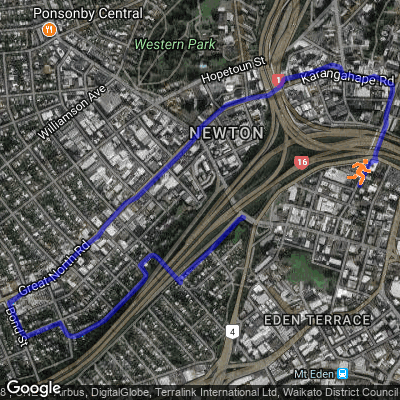 Ponsonby Central
Western Park
Hopetoun St
1
Karangahape Rd
Williamson Ave
NEWTON
16
Great North Rd
Bond St
4
EDEN TERRACE
Mt Eden
Google
Airbus, DigitalGlobe, Terralink International Ltd, Waikato District Council